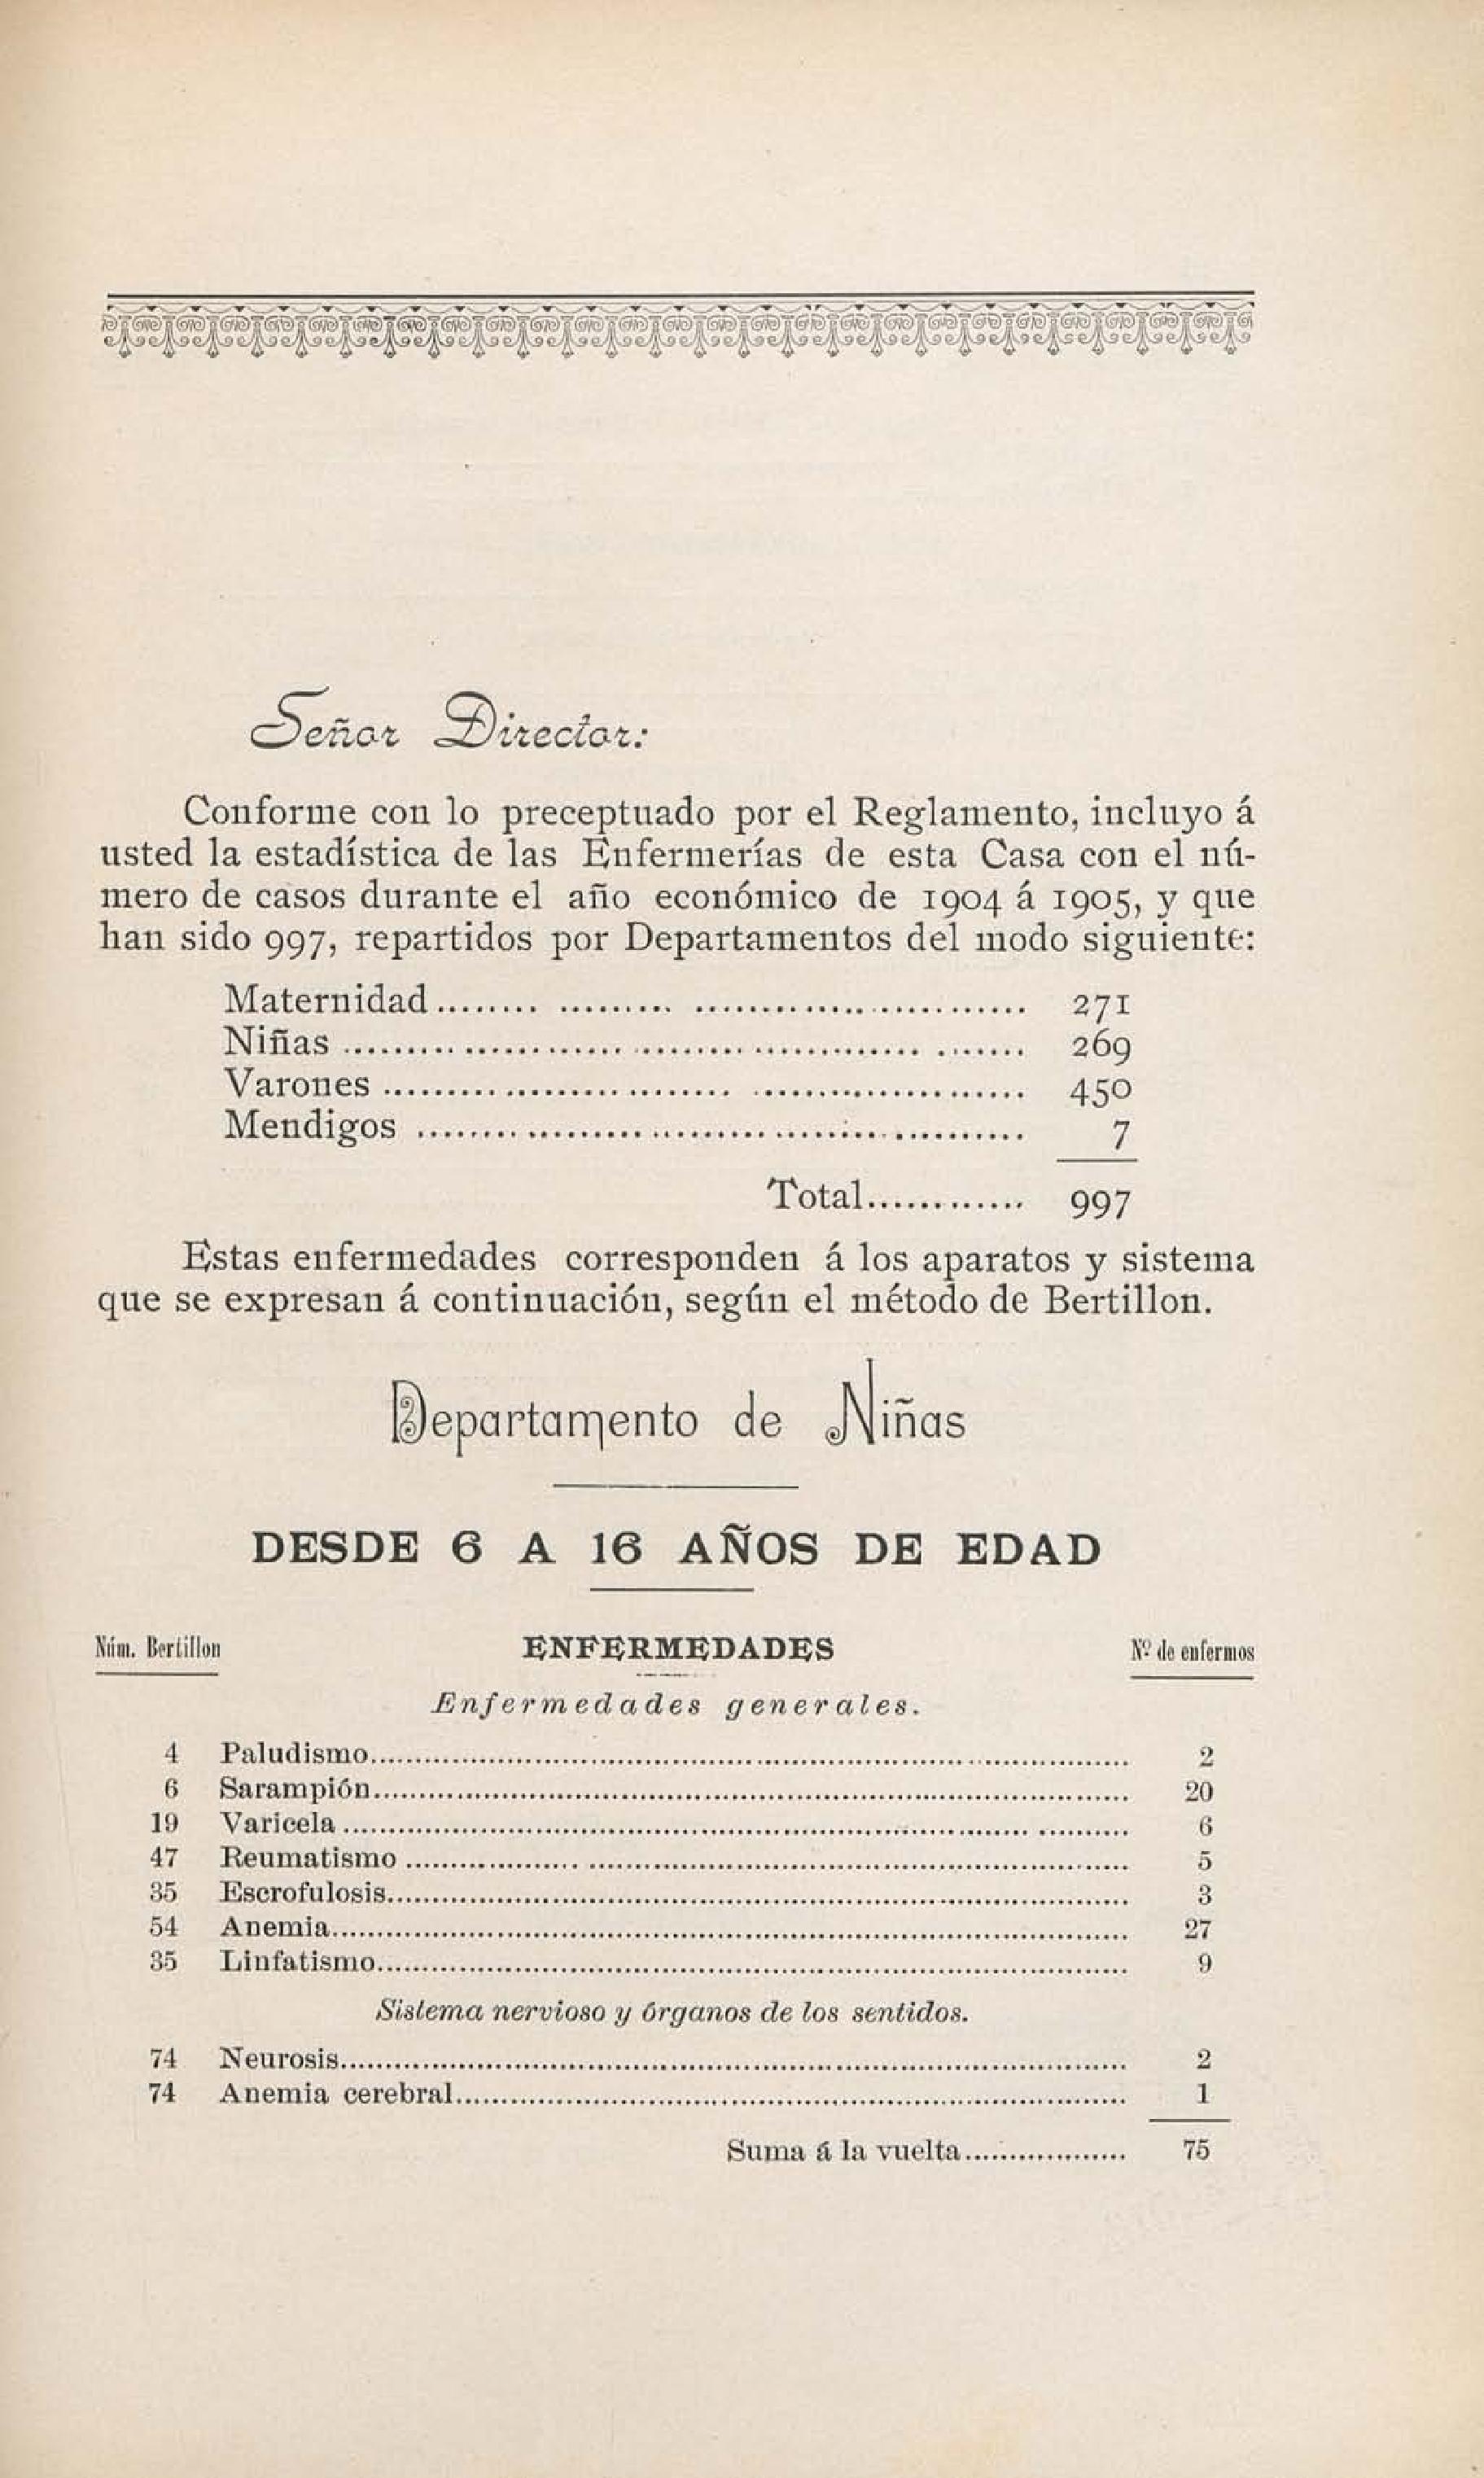 Señor Director:
Conforme con lo preceptuado por el Reglamento, incluyo á
usted la estadística de las Enfermerías de esta Casa con el nú-
mero de casos durante el año económico de 1904 á 1905, y que
han sido 997, repartidos por Departamentos del modo siguiente:
Maternidad........ ......... ............................ 271
Niñas ................................................ 269
Varones ................................................ 450
Mendigos ................................................ 7
Total............ 997
Estas enfermedades corresponden á los aparatos y sistema
que se expresan á continuación, según el método de Bertillon.
Departamento de Niñas
DESDE 6 A 16 AÑOS DE EDAD
Núm. Bertillon ENFERMEDADES Nº de enfermos
Enfermedades generales.
4 Paludismo................................................ 2
6 Sarampión................................................ 20
19 Varicela ................................................ 6
47 Reumatismo ................................................ 5
35 Escrofulosis................................................ 3
54 Anemia................................................ 27
35 Linfatismo................................................ 9
Sistema nervioso y órganos de los sentidos.
74 Neurosis................................................ 2
74 Anemia cerebral................................................ 1
Suma á la vuelta.................. 75